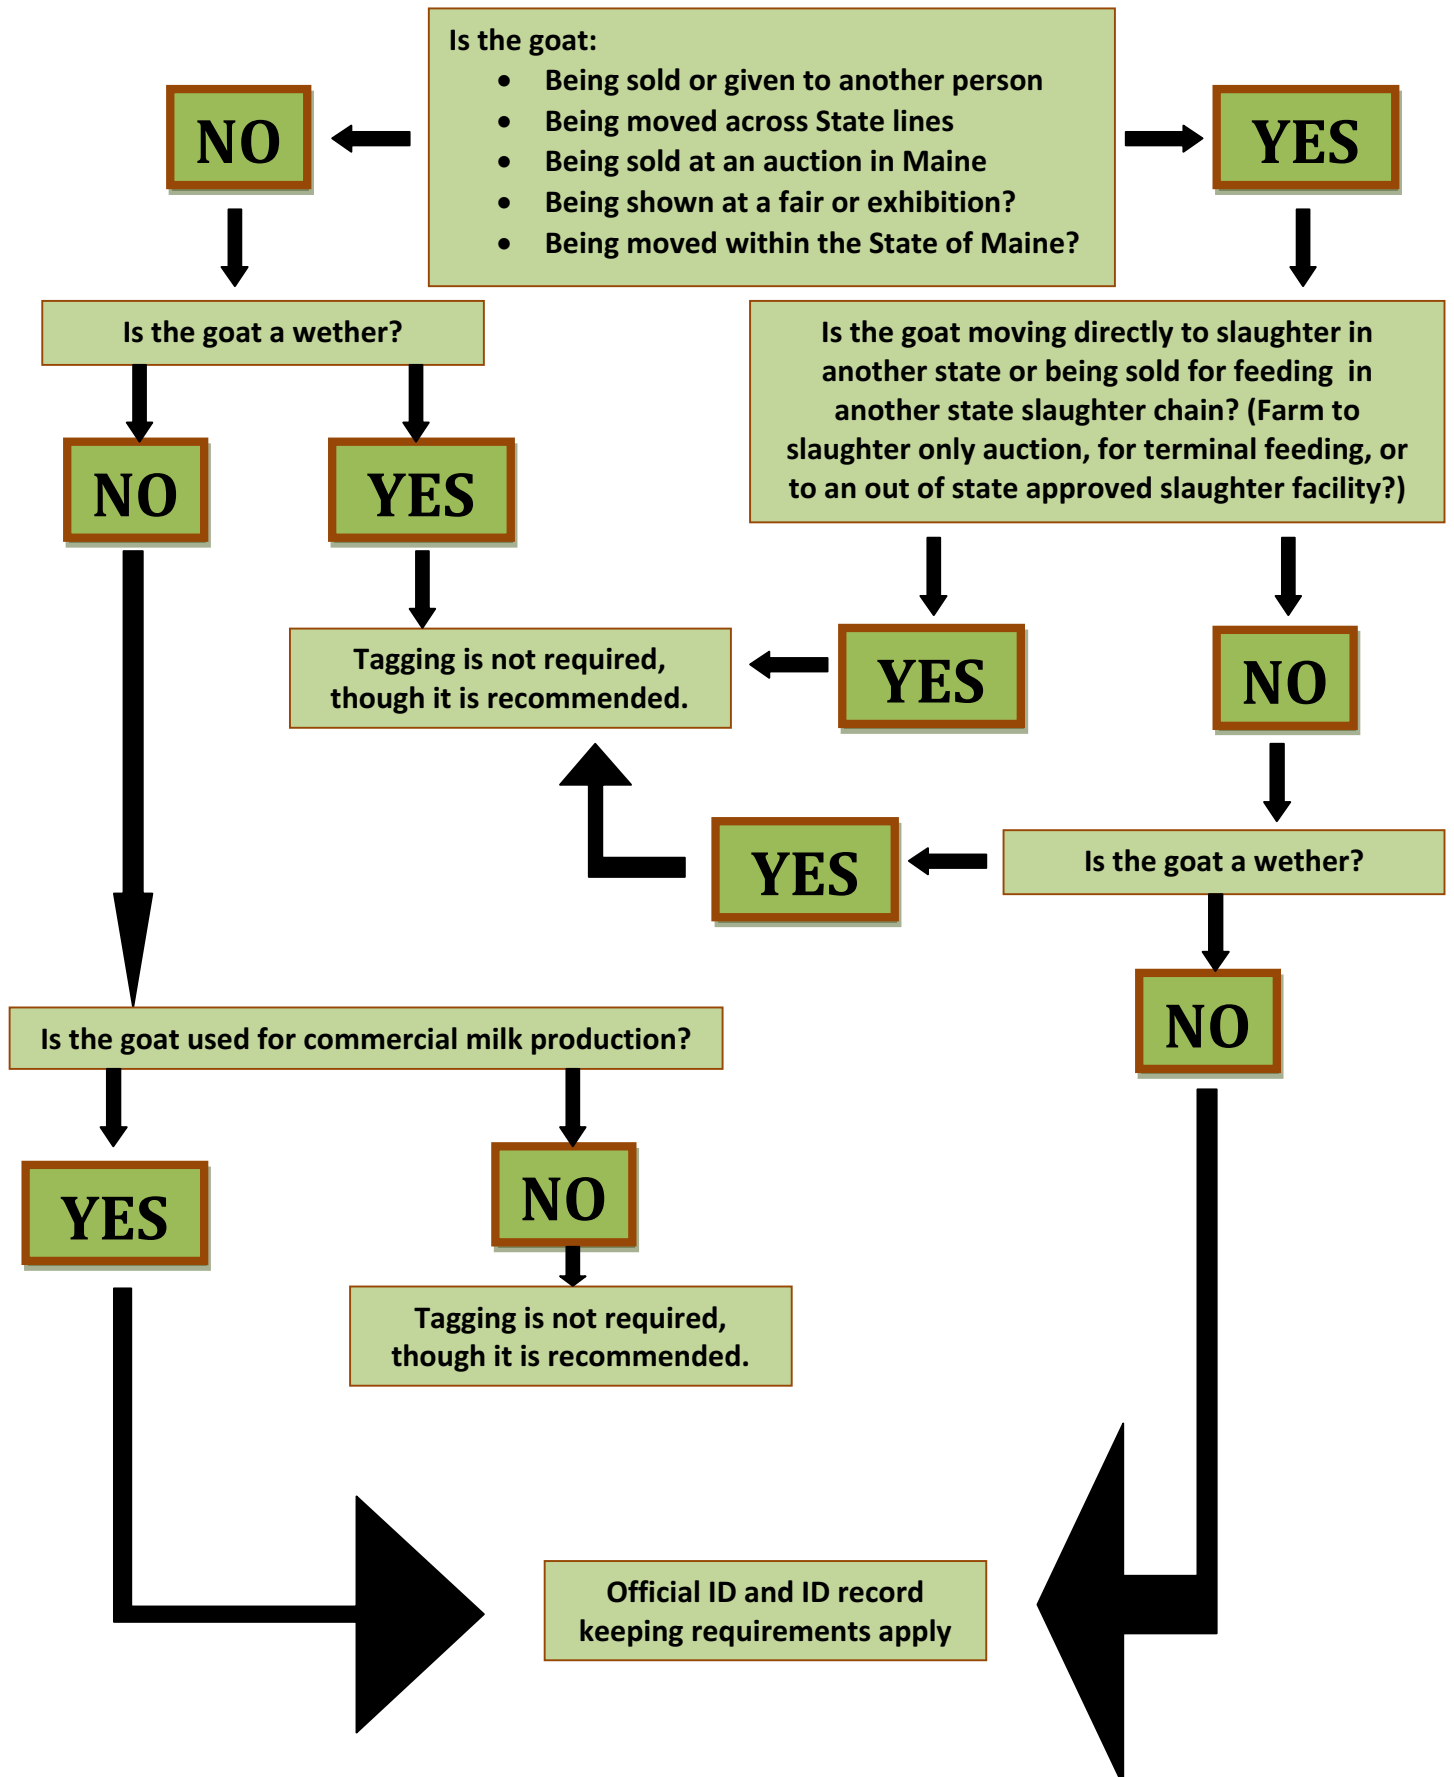 Is the goat:
• Being sold or given to another person
• Being moved across State lines
• Being sold at an auction in Maine
• Being shown at a fair or exhibition?
• Being moved within the State of Maine?
NO
YES
Is the goat a wether?
Is the goat moving directly to slaughter in
another state or being sold for feeding in
another state slaughter chain? (Farm to
slaughter only auction, for terminal feeding, or
to an out of state approved slaughter facility?)
NO
YES
Tagging is not required,
though it is recommended.
YES
NO
YES
Is the goat a wether?
NO
Is the goat used for commercial milk production?
YES
NO
Tagging is not required,
though it is recommended.
Official ID and ID record
keeping requirements apply